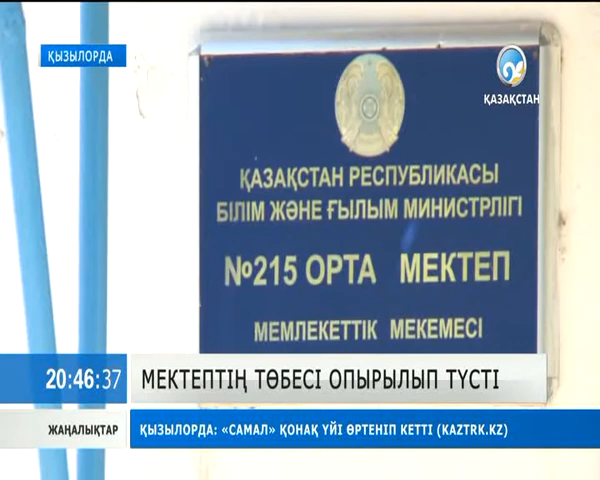 ҚЫЗЫЛОРДА
ҚАЗАҚСТАН
ҚАЗАҚСТАН РЕСПУБЛИКАСЫ
БІЛІМ ЖӘНЕ ҒЫЛЫМ МИНИСТРЛІГІ
№215 ОРТА МЕКТЕП
МЕМЛЕКЕТТІК МЕКЕМЕСІ
20:46:37
МЕКТЕПТІҢ ТӨБЕСІ ОПЫРЫЛЫП ТҮСТІ
ЖАҢАЛЫҚТАР
ҚЫЗЫЛОРДА: «САМАЛ» ҚОНАҚ ҮЙІ ӨРТЕНІП КЕТТІ (KAZTRK.KZ)